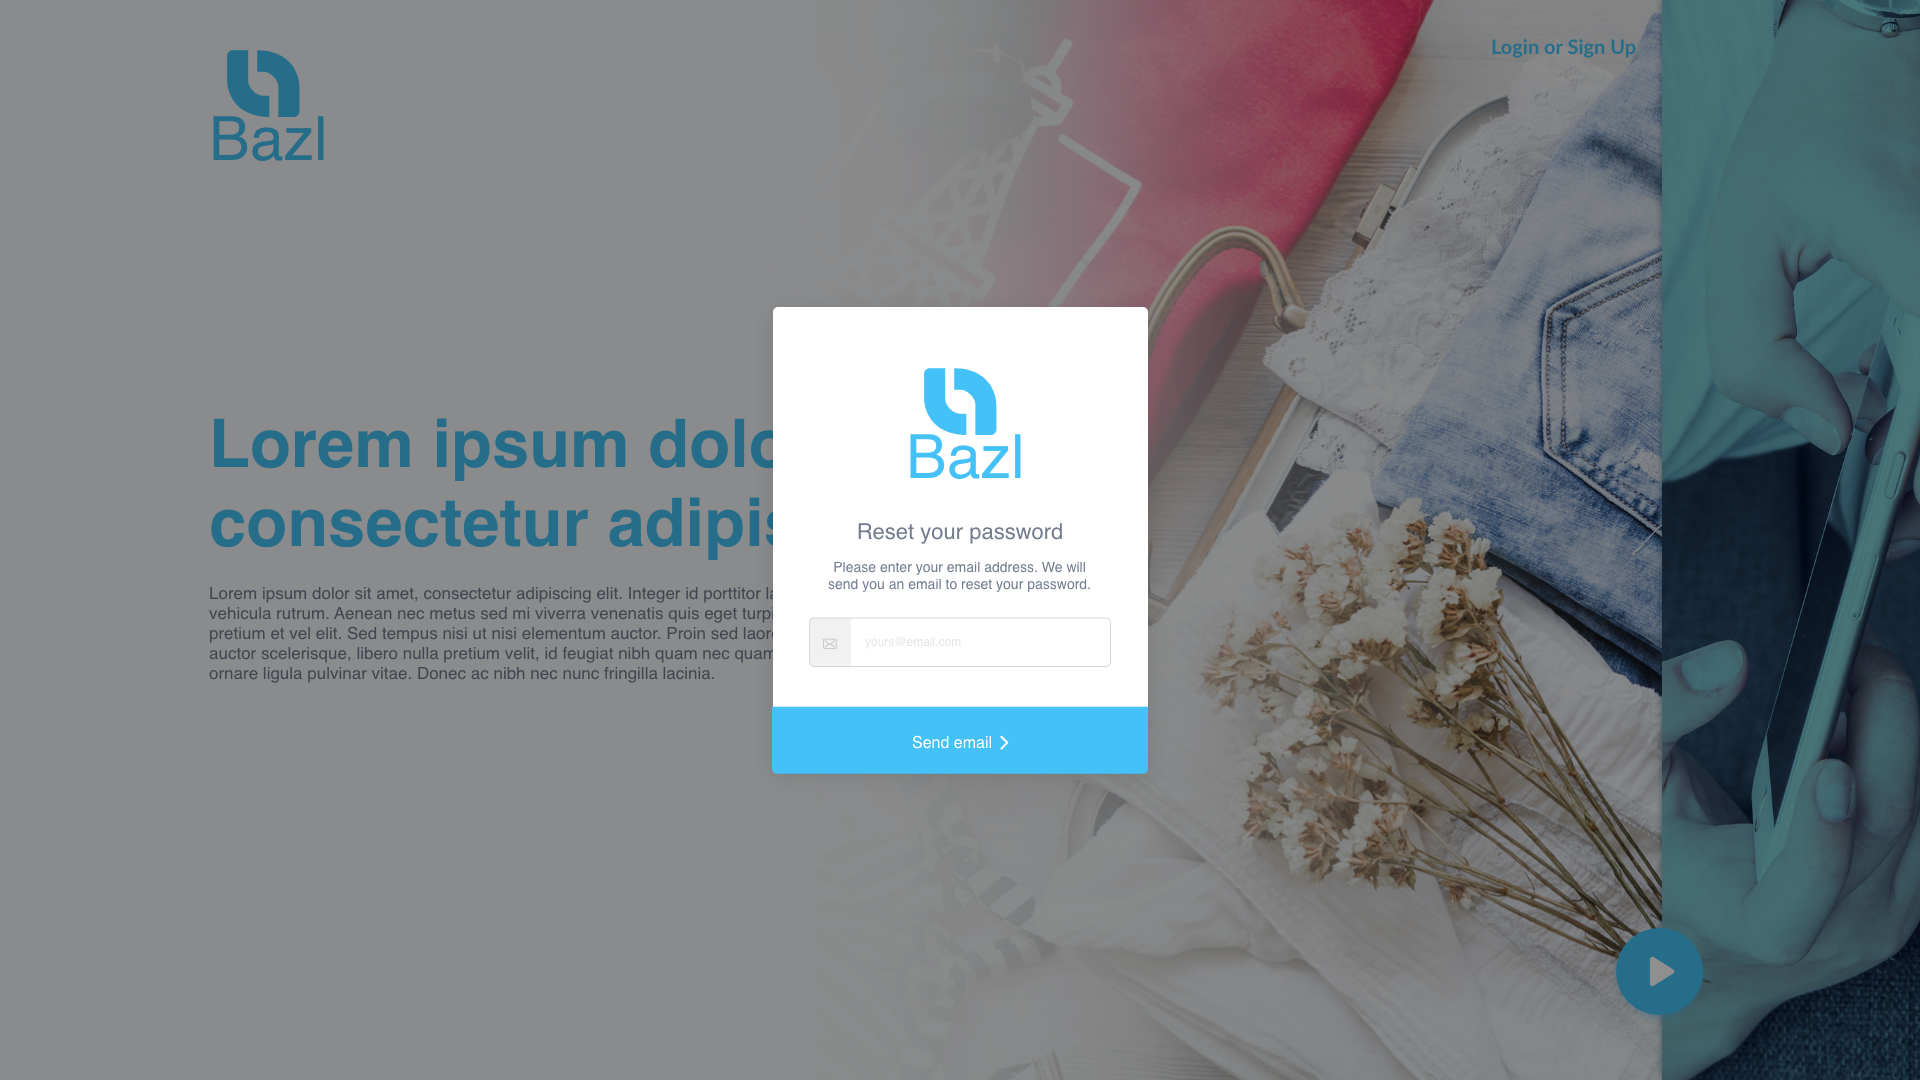 Bazl
Login or Sign Up
Lorem ipsum dolo
consectetur adipis
Lorem ipsum dolor sit amet, consectetur adipiscing elit. Integer id porttitor la
vehicula rutrum. Aenean nec metus sed mi viverra venenatis quis eget turpi
pretium et vel elit. Sed tempus nisi ut nisi elementum auctor. Proin sed laore
auctor scelerisque, libero nulla pretium velit, id feugiat nibh quam nec quam
ornare ligula pulvinar vitae. Donec ac nibh nec nunc fringilla lacinia.
Bazl
Reset your password
Please enter your email address. We will
send you an email to reset your password.
yours@email.com
Send email